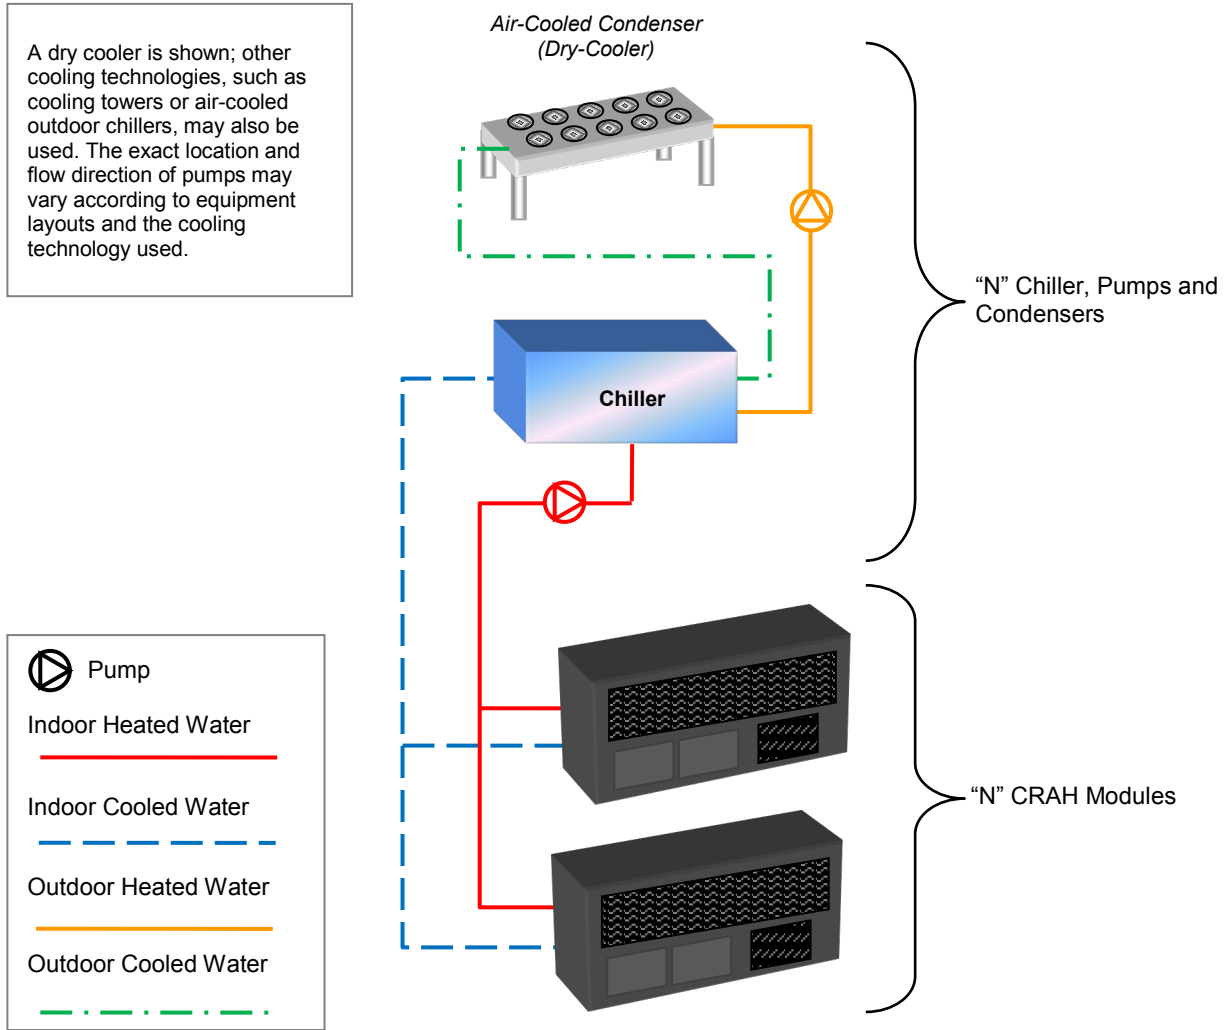 A dry cooler is shown; other
cooling technologies, such as
cooling towers or air-cooled
outdoor chillers, may also be
used. The exact location and
flow direction of pumps may
vary according to equipment
layouts and the cooling
technology used.
Air-Cooled Condenser
(Dry-Cooler)
“N” Chiller, Pumps and
Condensers
Chiller
Pump
Indoor Heated Water
Indoor Cooled Water
Outdoor Heated Water
Outdoor Cooled Water
“N” CRAH Modules